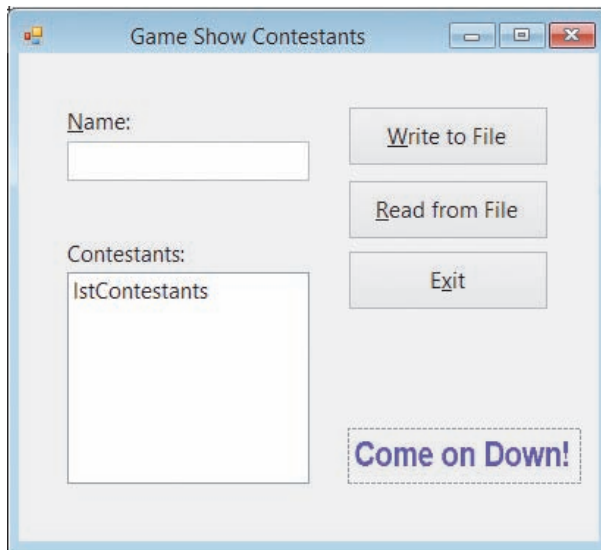 Game Show Contestants
Name:
Write to File
Read from File
Contestants:
Exit
lstContestants
Come on Down!